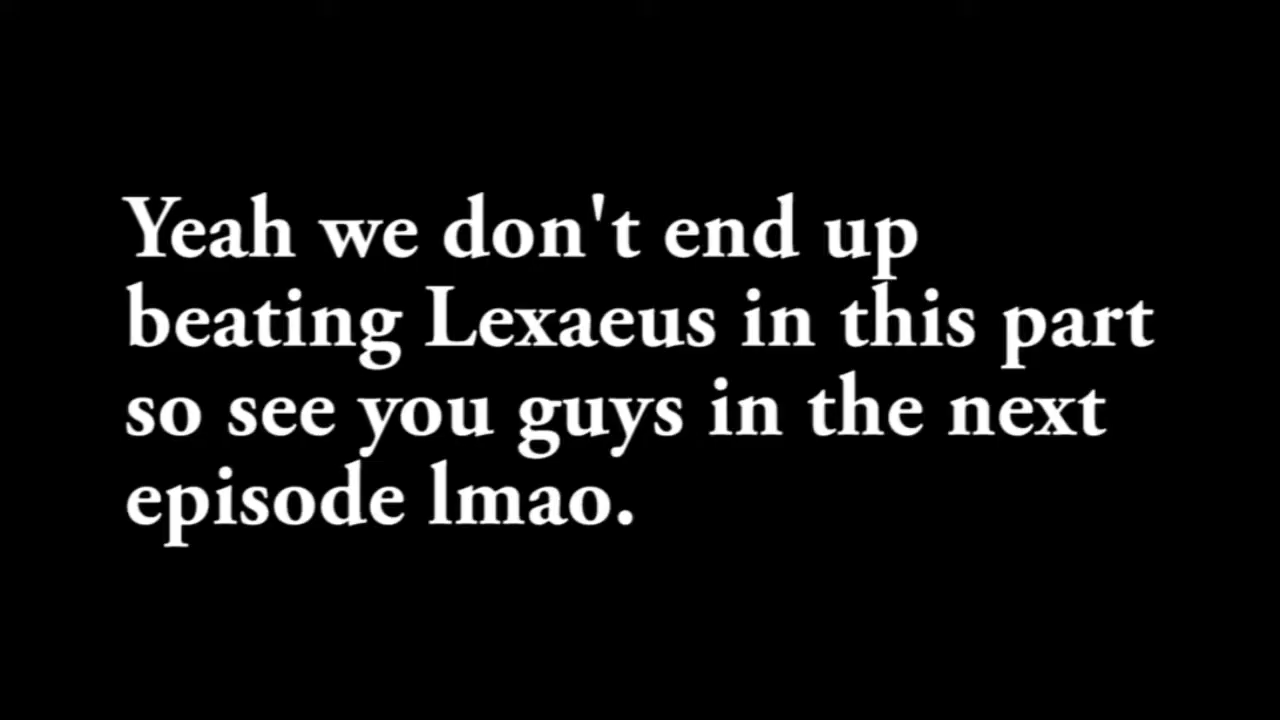 Yeah we don't end up
beating Lexaeus in this part
so see you guys in the next
episode lmao.